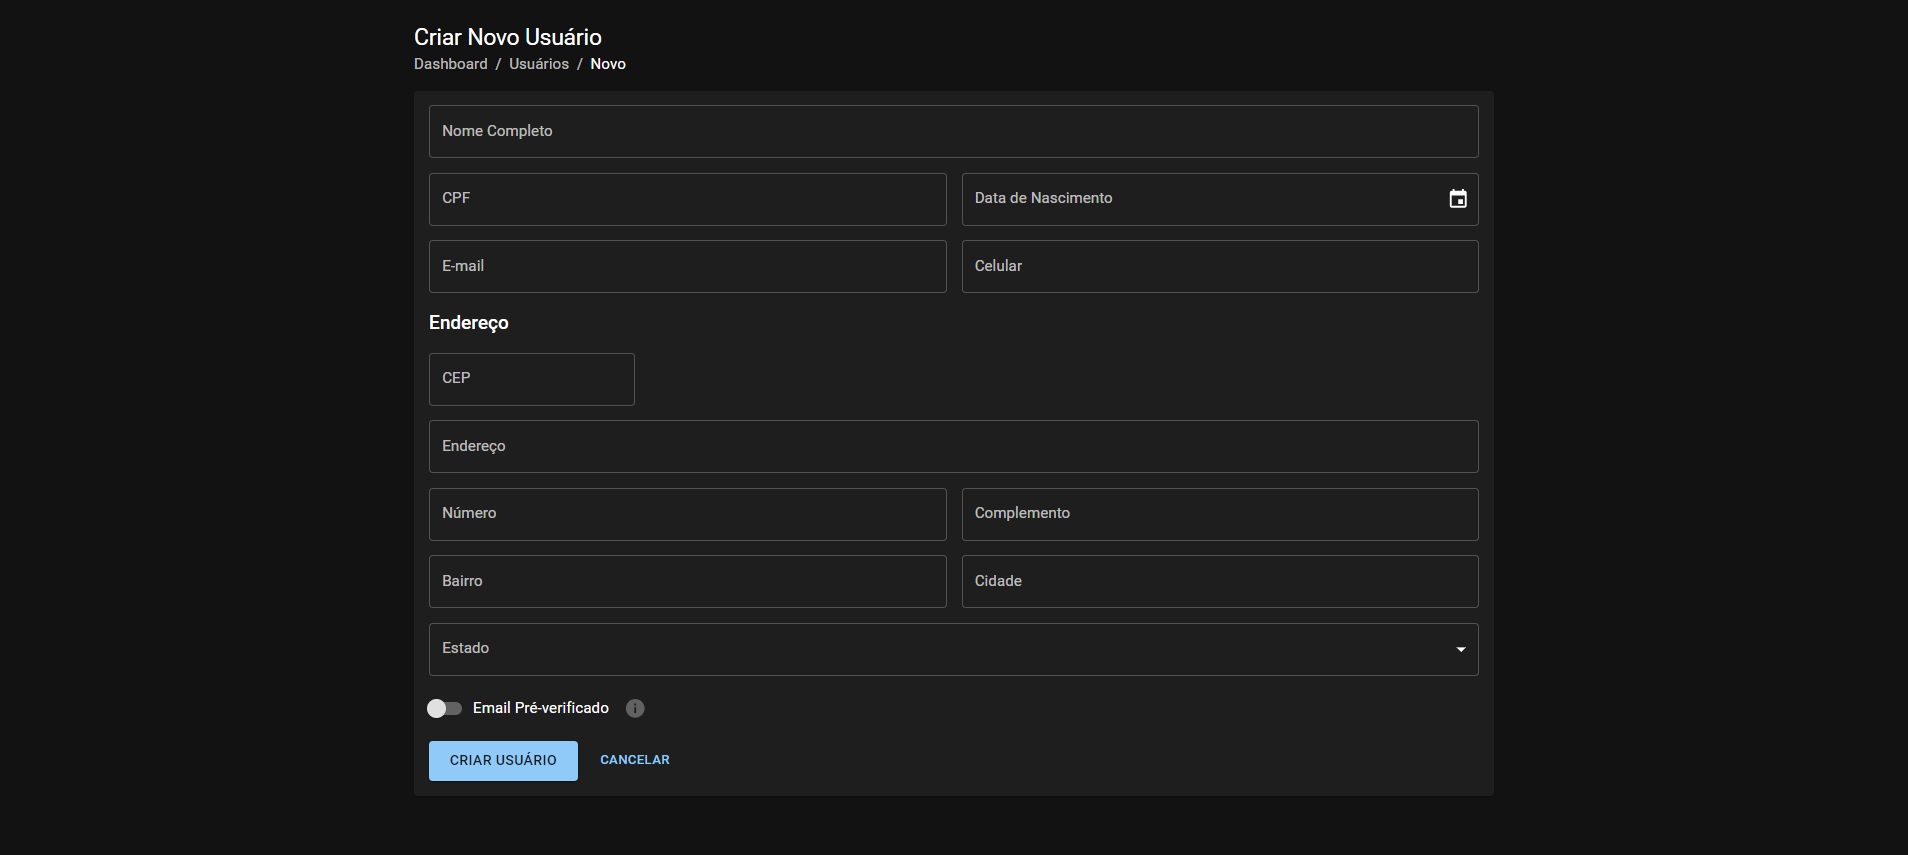 Criar Novo Usuário
Dashboard / Usuários / Novo
Nome Completo
CPF
Data de Nascimento
E-mail
Celular
Endereço
CEP
Endereço
Número
Complemento
Bairro
Cidade
Estado
Email Pré-verificado
CRIAR USUÁRIO
CANCELAR